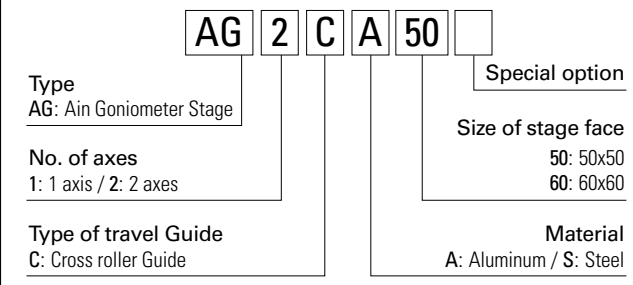 AG 2 C A 50
Special option
Type
AG: Ain Goniometer Stage
Size of stage face
50: 50x50
60: 60x60
No. of axes
1: 1 axis / 2: 2 axes
Type of travel Guide
C: Cross roller Guide
Material
A: Aluminum / S: Steel